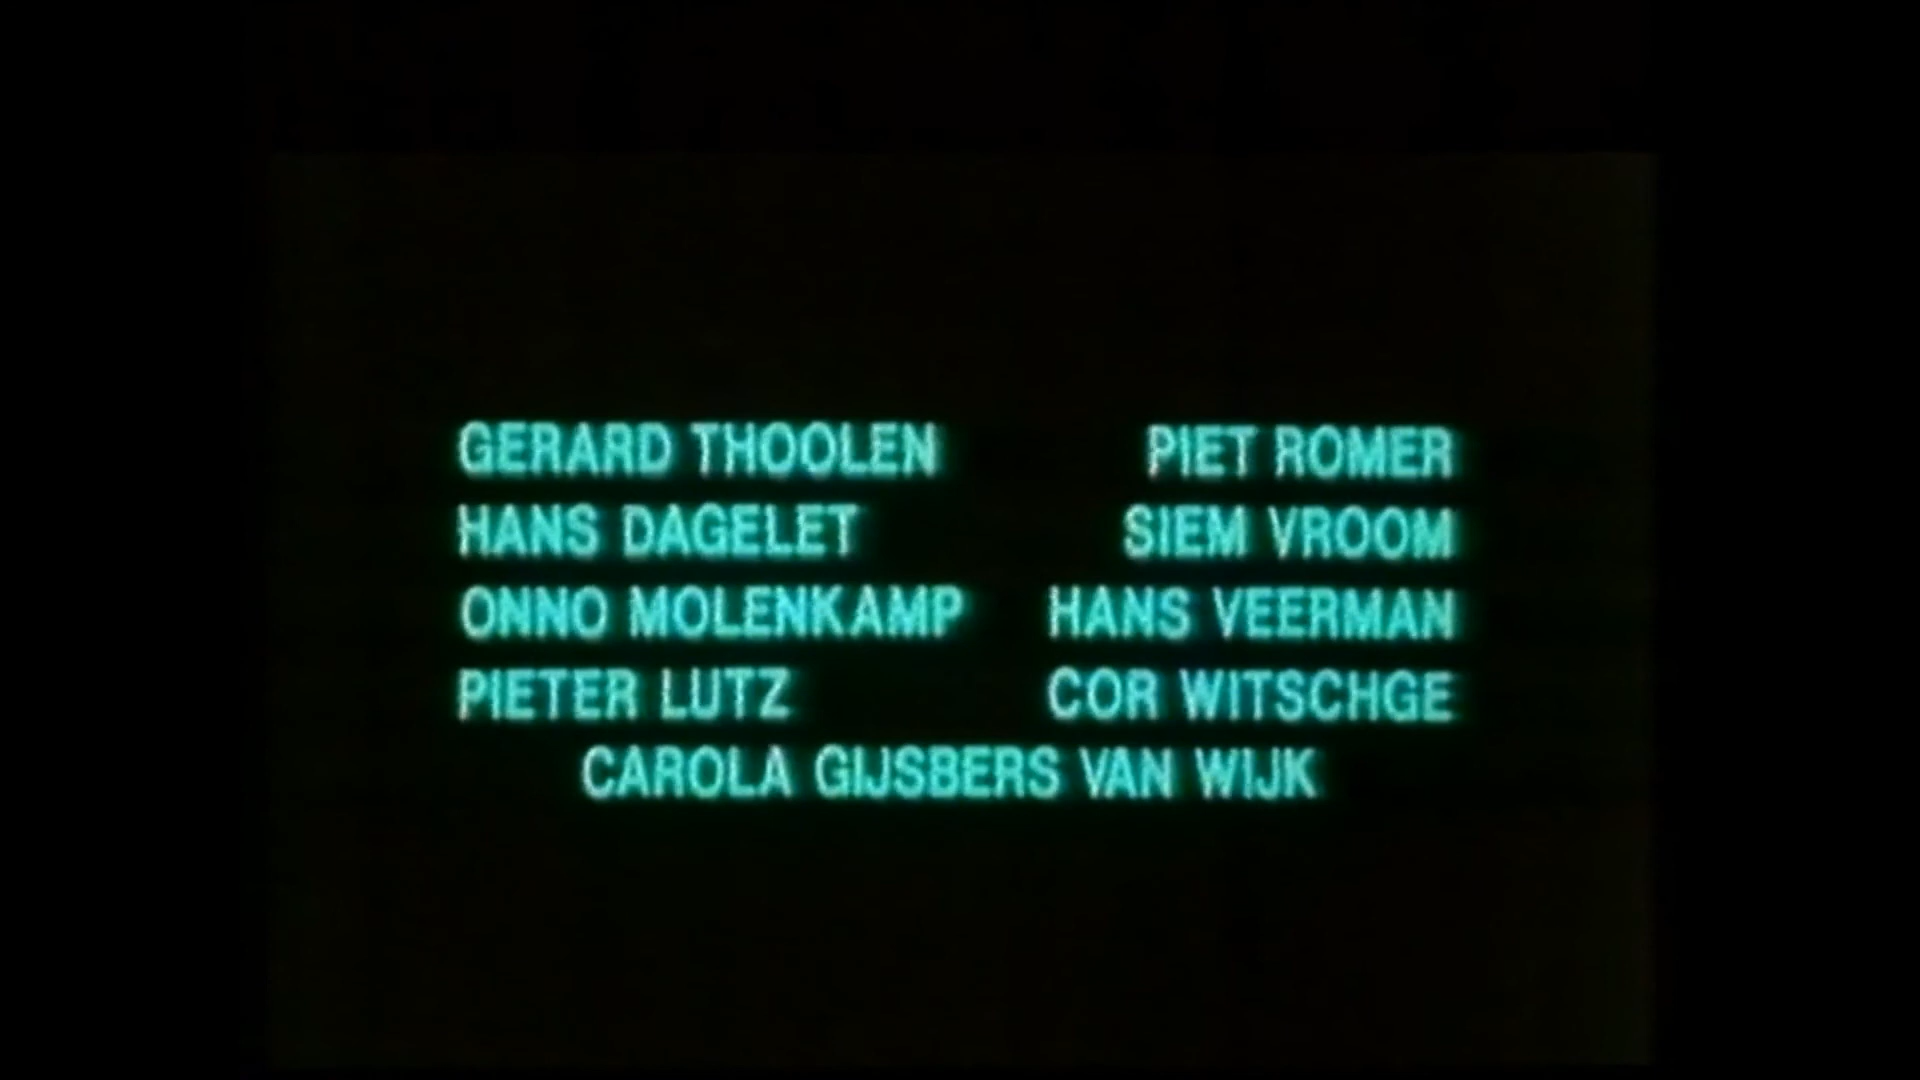 GERARD THOOLEN PIET ROMER
HANS DAGELET SIEM VROOM
ONNO MOLENKAMP HANS VEERMAN
PIETER LUTZ COR WITSCHGE
CAROLA GIJSBERS VAN WIJK